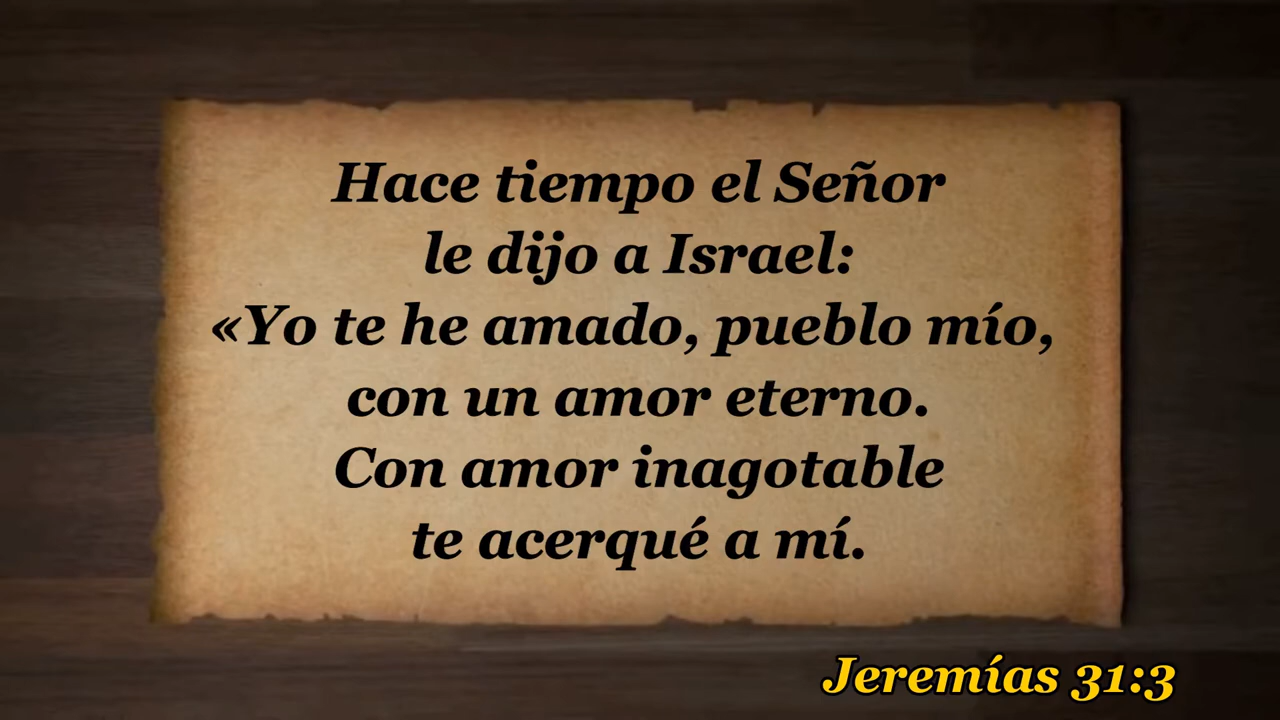 Hace tiempo el Señor
le dijo a Israel:
«Yo te he amado, pueblo mío,
con un amor eterno.
Con amor inagotable
te acerqué a mí.
Jeremías 31:3